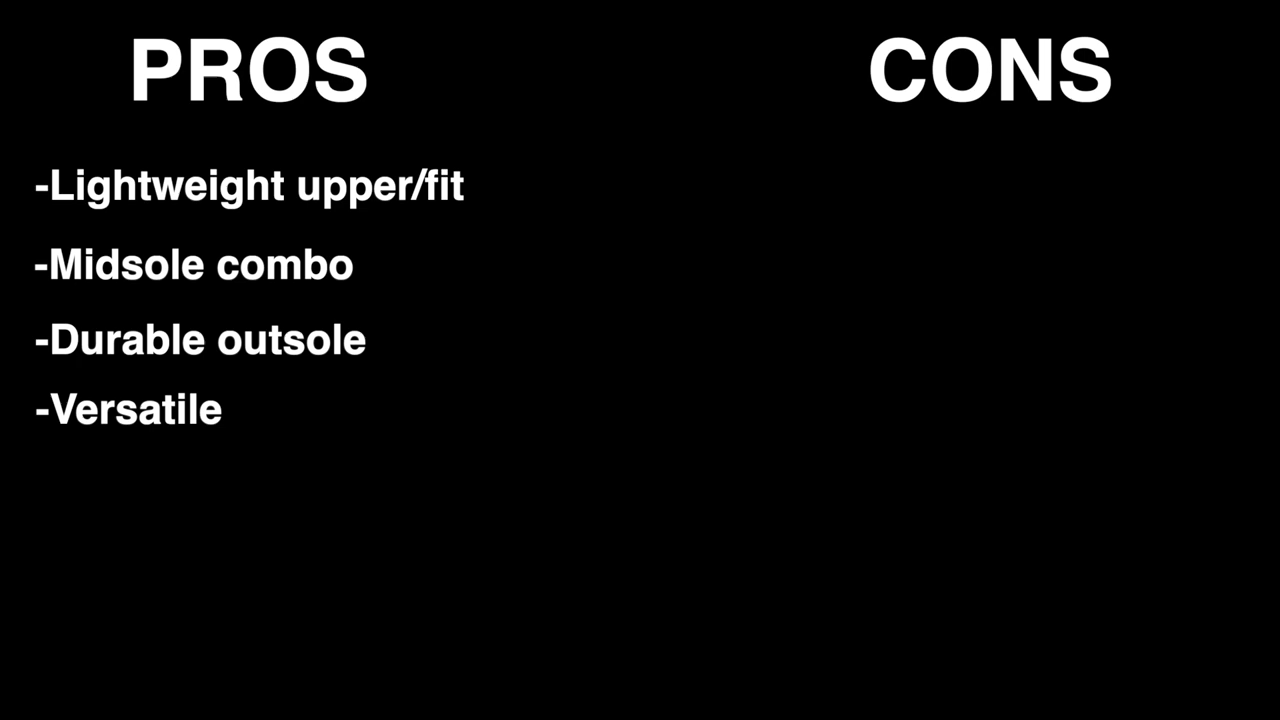 PROS
CONS
-Lightweight upper/fit
-Midsole combo
-Durable outsole
-Versatile